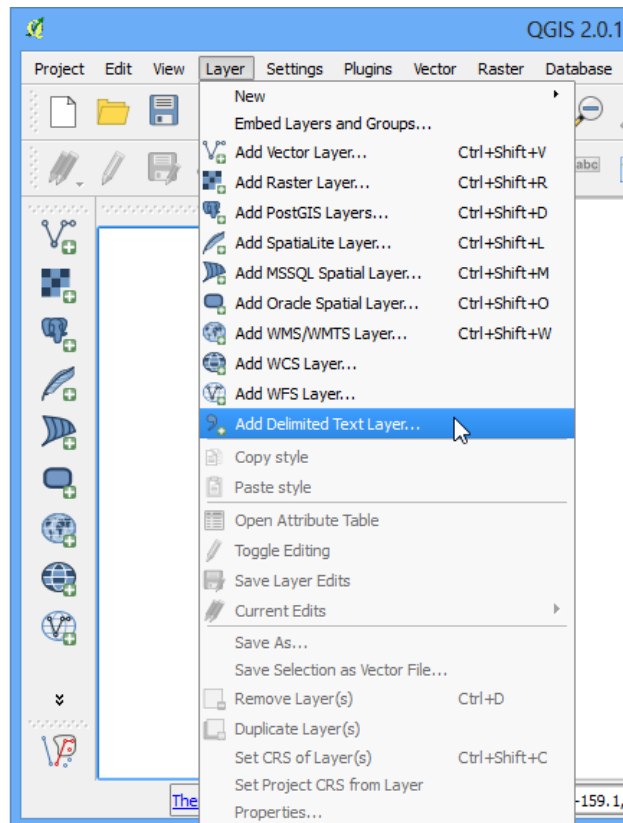 QGIS 2.0.1
Project Edit View Layer Settings Plugins Vector Raster Database
New
Embed Layers and Groups...
Add Vector Layer... Ctrl+Shift+V
Add Raster Layer... Ctrl+Shift+R
Add PostGIS Layers... Ctrl+Shift+D
Add SpatiaLite Layer... Ctrl+Shift+L
Add MSSQL Spatial Layer... Ctrl+Shift+M
Add Oracle Spatial Layer... Ctrl+Shift+O
Add WMS/WMTS Layer... Ctrl+Shift+W
Add WCS Layer...
Add WFS Layer...
Add Delimited Text Layer...
Copy style
Paste style
Open Attribute Table
Toggle Editing
Save Layer Edits
Current Edits
Save As...
Save Selection as Vector File...
Remove Layer(s) Ctrl+D
Duplicate Layer(s)
Set CRS of Layer(s) Ctrl+Shift+C
Set Project CRS from Layer
Properties...
abc
The
-159.1,